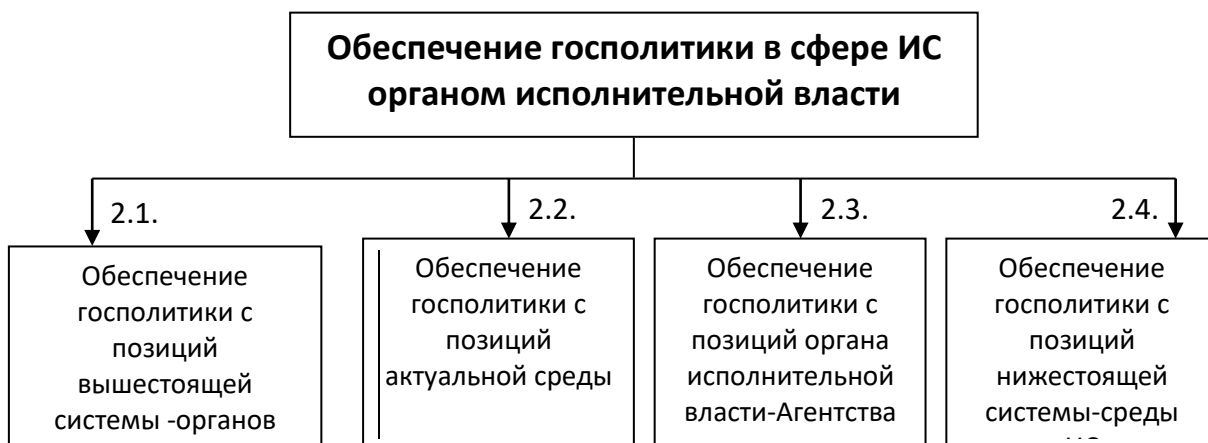 Обеспечение госполитики в сфере ИС
органом исполнительной власти
2.1.
2.2.
2.3.
2.4.
Обеспечение
госполитики с
позиций
вышестоящей
системы -органов
Обеспечение
госполитики с
позиций
актуальной среды
Обеспечение
госполитики с
позиций органа
исполнительной
власти-Агентства
Обеспечение
госполитики с
позиций
нижестоящей
системы-среды